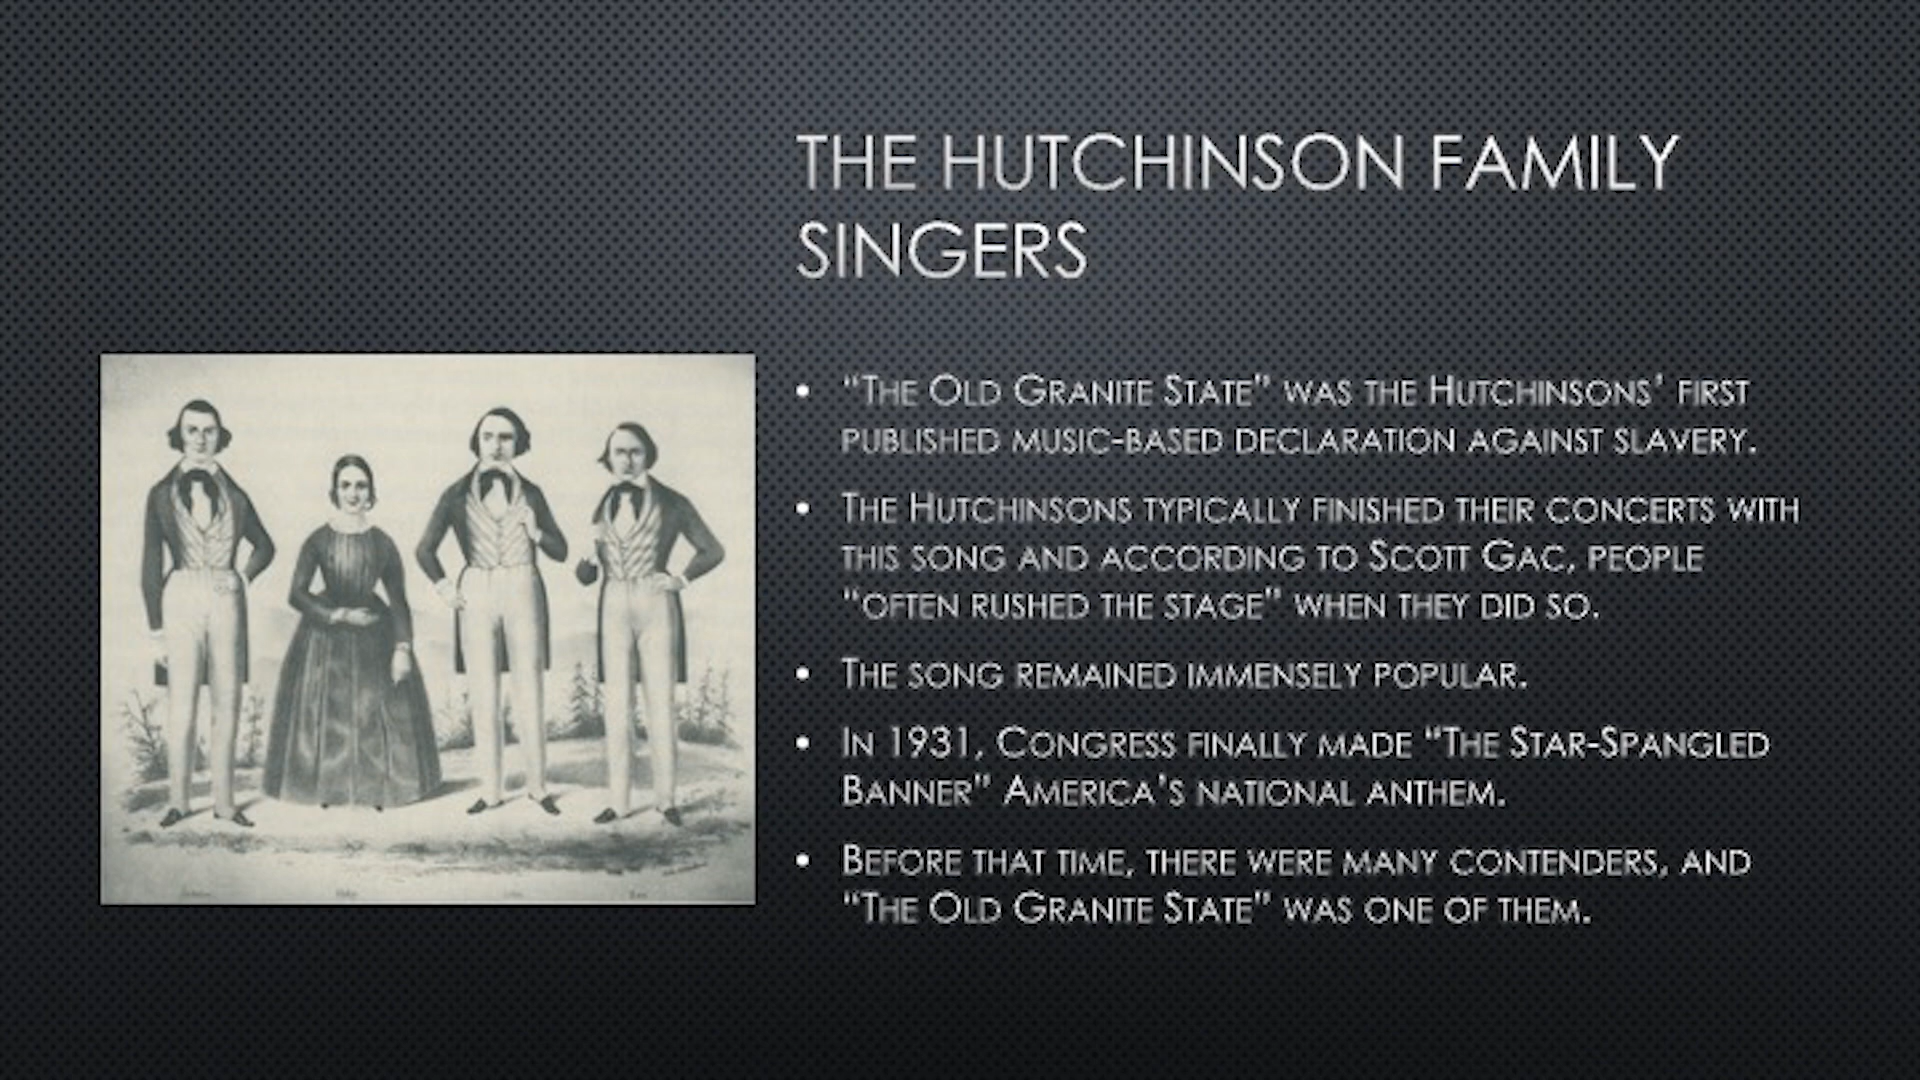 THE HUTCHINSON FAMILY
SINGERS
• “THE OLD GRANITE STATE” WAS THE HUTCHINSONS’ FIRST
PUBLISHED MUSIC-BASED DECLARATION AGAINST SLAVERY.
• THE HUTCHINSONS TYPICALLY FINISHED THEIR CONCERTS WITH
THIS SONG AND ACCORDING TO SCOTT GAC, PEOPLE
“OFTEN RUSHED THE STAGE” WHEN THEY DID SO.
• THE SONG REMAINED IMMENSELY POPULAR.
• IN 1931, CONGRESS FINALLY MADE “THE STAR-SPANGLED
BANNER” AMERICA’S NATIONAL ANTHEM.
• BEFORE THAT TIME, THERE WERE MANY CONTENDERS, AND
“THE OLD GRANITE STATE” WAS ONE OF THEM.